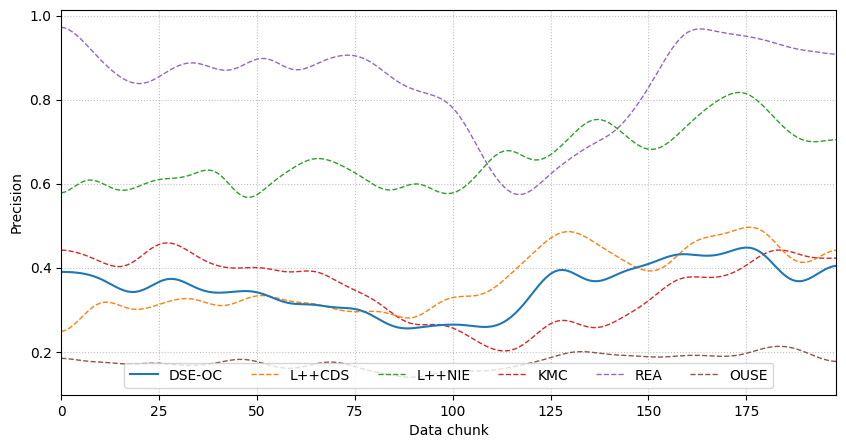 Precision
1.0
0.8
0.6
0.4
0.2
DSE-OC L++CDS L++NIE KMC REA OUSE
0 25 50 75 100 125 150 175
Data chunk